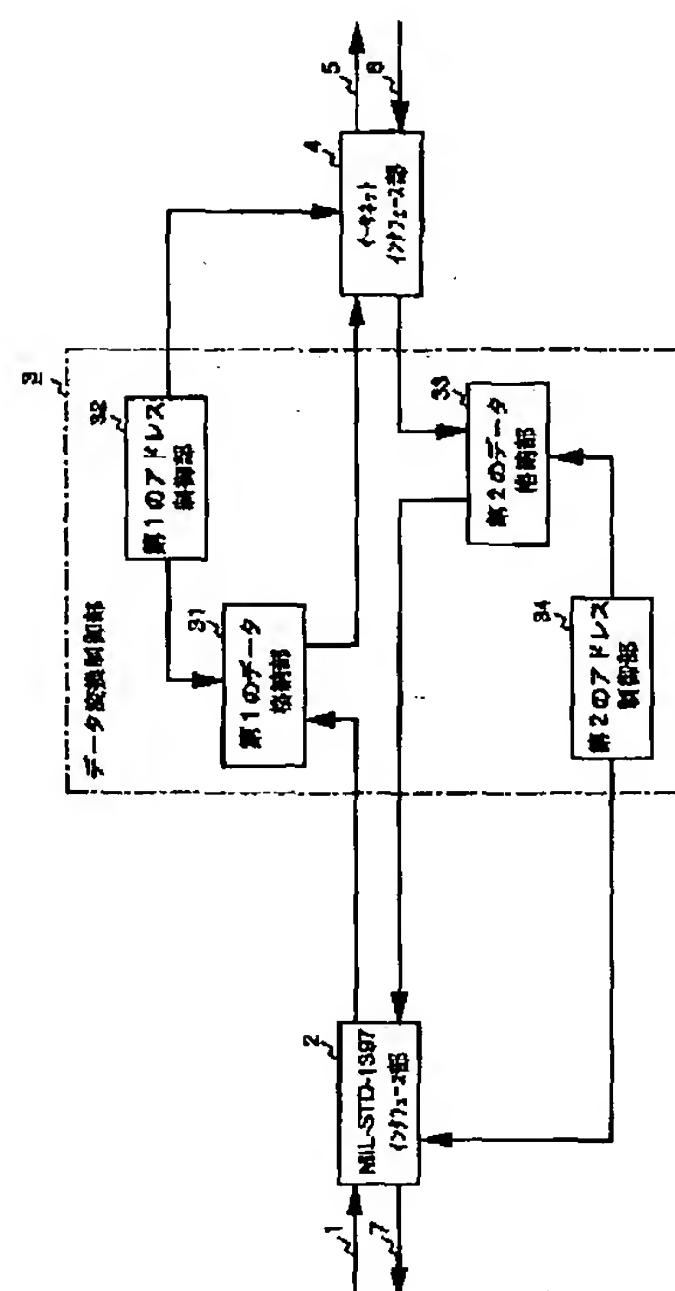 3
データ変換制御部
32
第1のアドレス
制御部
31
第1のデータ
格納部
1
7
2
MIL-STD-1397
インタフェース部
4
イーサネット
インタフェース部
5
6
33
第2のデータ
格納部
34
第2のアドレス
制御部